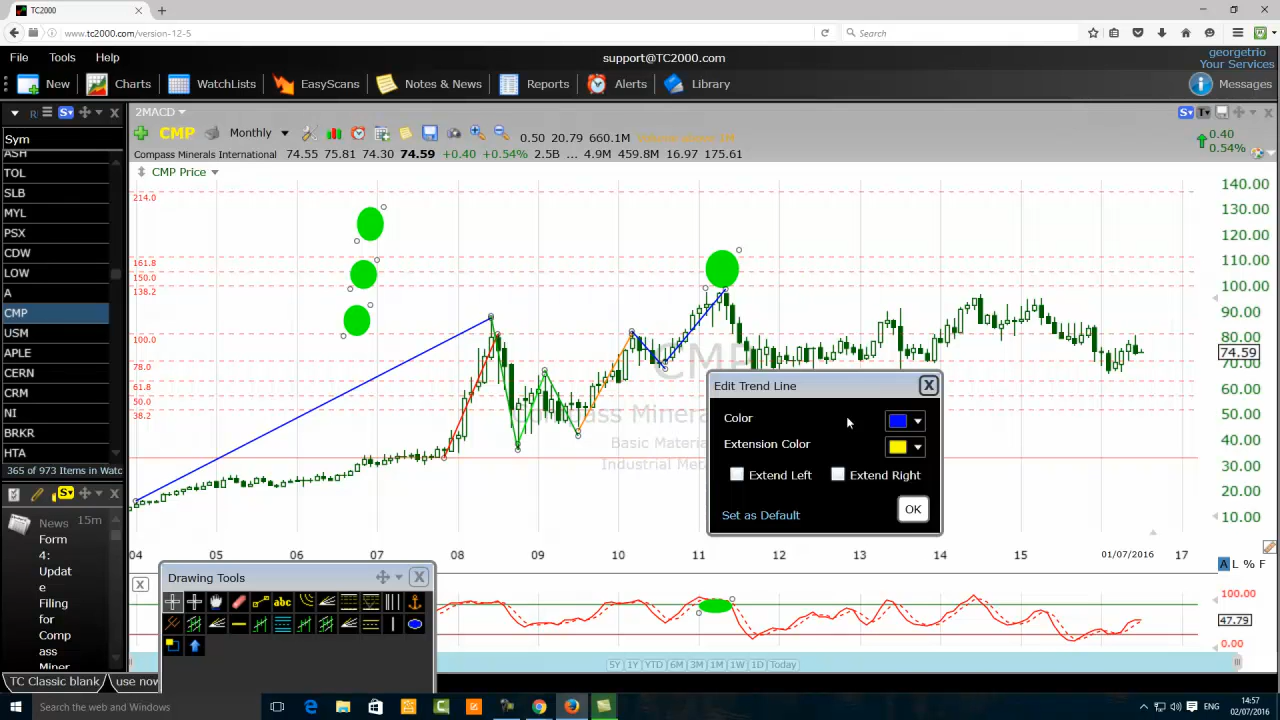 TC2000
www.tc2000.com/version-12-5
Search
File Tools Help
support@TC2000.com
georgetrio
Your Services
New Charts WatchLists EasyScans Notes & News Reports Alerts Library Messages
2MACD
CMP Monthly
0.50 20.79 660.1M
Compass Minerals International 74.55 75.81 74.30 74.59 +0.40 +0.54% 2.5B ... 4.9M 459.8M 16.97 175.61
0.40
0.54%
CMP Price
Sym
ASH
TOL
SLB
MYL
PSX
CDW
LOW
A
CMP
USM
APLE
CERN
CRM
NI
BRKR
HTA
365 of 973 Items in Watc
214.0
161.8
150.0
138.2
100.0
78.0
61.8
50.0
38.2
140.00
130.00
120.00
110.00
100.00
90.00
80.00
74.59
70.00
60.00
50.00
40.00
30.00
20.00
10.00
CMP
Edit Trend Line
Color
Extension Color
Extend Left Extend Right
Set as Default
OK
04 05 06 07 08 09 10 11 12 13 14 15 01/07/2016 17
A L % F
News 15m
Form
4:
Updat
e
Filing
for
Comp
ass
Miner
Drawing Tools
abc
100.00
47.79
0.00
5Y 1Y YTD 6M 3M 1M 1W 1D Today
TC Classic blank
use now
Search the web and Windows
ENG
14:57
02/07/2016